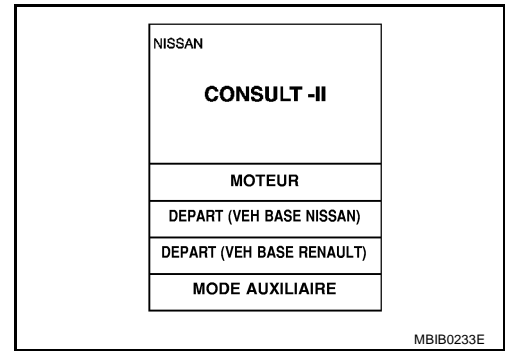 NISSAN
CONSULT -II
MOTEUR
DEPART (VEH BASE NISSAN)
DEPART (VEH BASE RENAULT)
MODE AUXILIAIRE
MBIB0233E